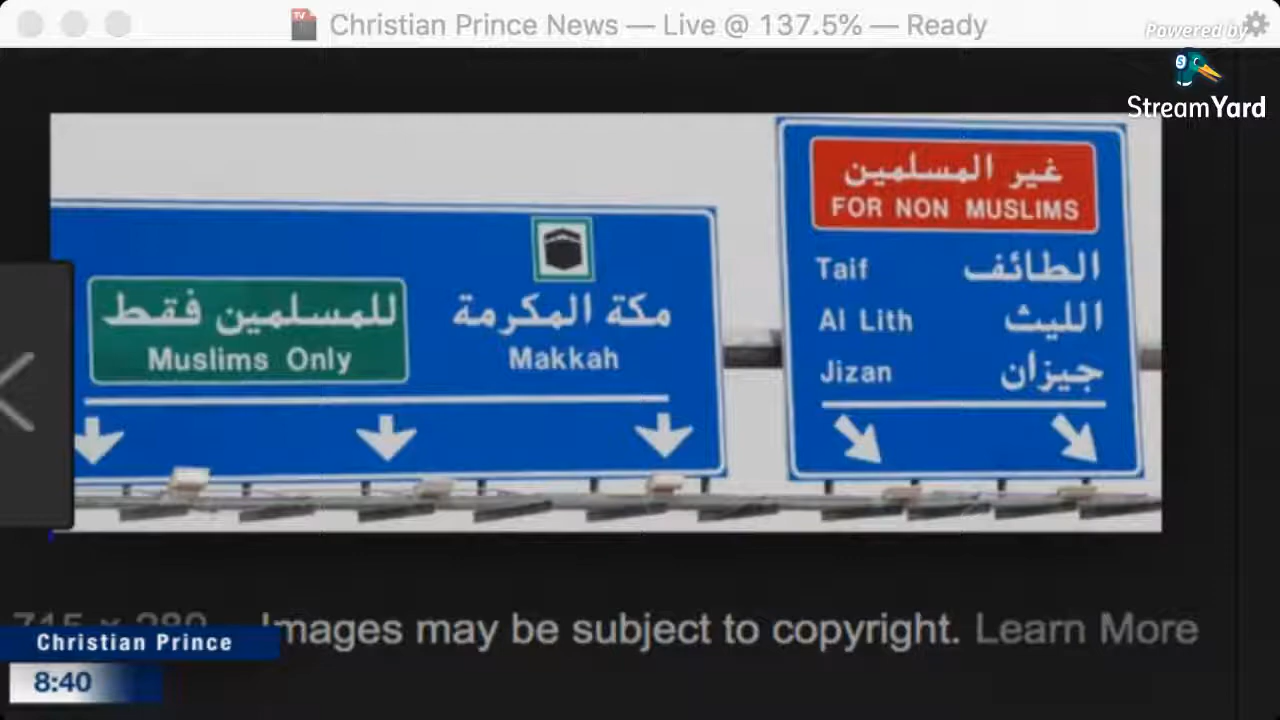 Christian Prince News — Live @ 137.5% — Ready
Powered by
StreamYard
غير المسلمين
FOR NON MUSLIMS
للمسلمين فقط
Muslims Only
مكة المكرمة
Makkah
Taif الطائف
Al Lith الليث
Jizan جيزان
Images may be subject to copyright. Learn More
Christian Prince
8:40